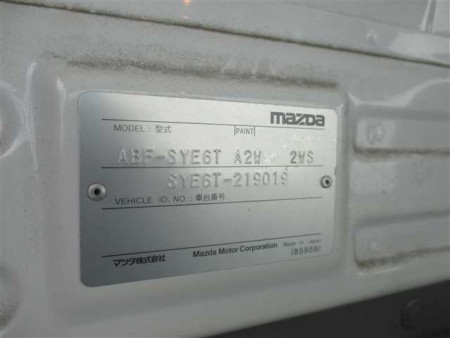 mazda
MODEL : 型式 PAINT
ABF-SYE6T A2W 2WS
SYE6T-219019
VEHICLE ID. NO. : 車台番号
マツダ株式会社 Mazda Motor Corporation Made in Japan
(B595B)